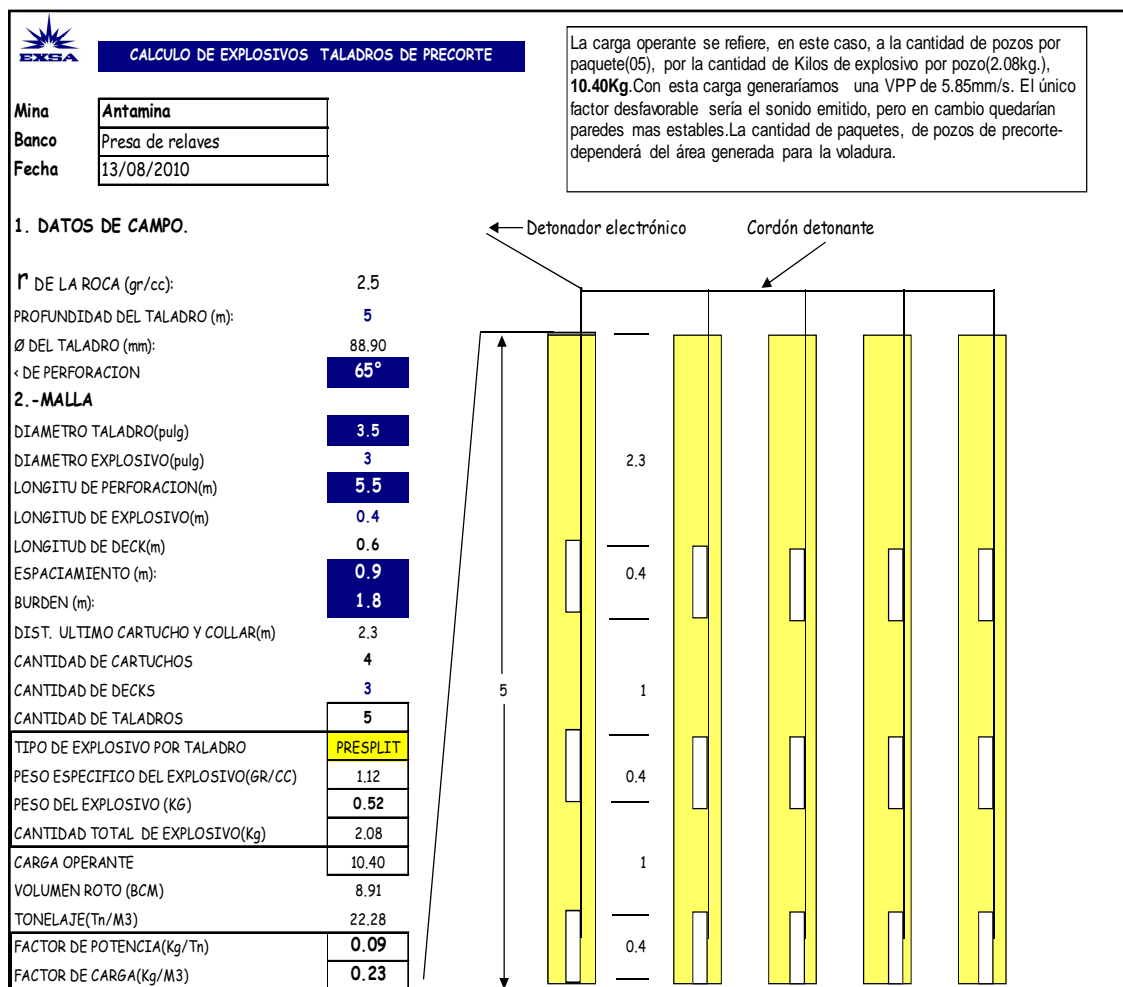 EXSA
CALCULO DE EXPLOSIVOS TALADROS DE PRECORTE
La carga operante se refiere, en este caso, a la cantidad de pozos por
paquete(05), por la cantidad de Kilos de explosivo por pozo(2.08kg.),
10.40Kg.Con esta carga generaríamos una VPP de 5.85mm/s. El único
factor desfavorable sería el sonido emitido, pero en cambio quedarían
paredes mas estables.La cantidad de paquetes, de pozos de precorte-
dependerá del área generada para la voladura.
Mina Antamina
Banco Presa de relaves
Fecha 13/08/2010
1. DATOS DE CAMPO.
Detonador electrónico Cordón detonante
r DE LA ROCA (gr/cc): 2.5
PROFUNDIDAD DEL TALADRO (m): 5
Ø DEL TALADRO (mm): 88.90
< DE PERFORACION 65°
2.-MALLA
DIAMETRO TALADRO(pulg) 3.5
DIAMETRO EXPLOSIVO(pulg) 3
LONGITU DE PERFORACION(m) 5.5
LONGITUD DE EXPLOSIVO(m) 0.4
LONGITUD DE DECK(m) 0.6
ESPACIAMIENTO (m): 0.9
BURDEN (m): 1.8
DIST. ULTIMO CARTUCHO Y COLLAR(m) 2.3
CANTIDAD DE CARTUCHOS 4
CANTIDAD DE DECKS 3
CANTIDAD DE TALADROS 5
TIPO DE EXPLOSIVO POR TALADRO PRESPLIT
PESO ESPECIFICO DEL EXPLOSIVO(GR/CC) 1.12
PESO DEL EXPLOSIVO (KG) 0.52
CANTIDAD TOTAL DE EXPLOSIVO(Kg) 2.08
CARGA OPERANTE 10.40
VOLUMEN ROTO (BCM) 8.91
TONELAJE(Tn/M3) 22.28
FACTOR DE POTENCIA(Kg/Tn) 0.09
FACTOR DE CARGA(Kg/M3) 0.23
5
2.3
0.4
1
0.4
1
0.4